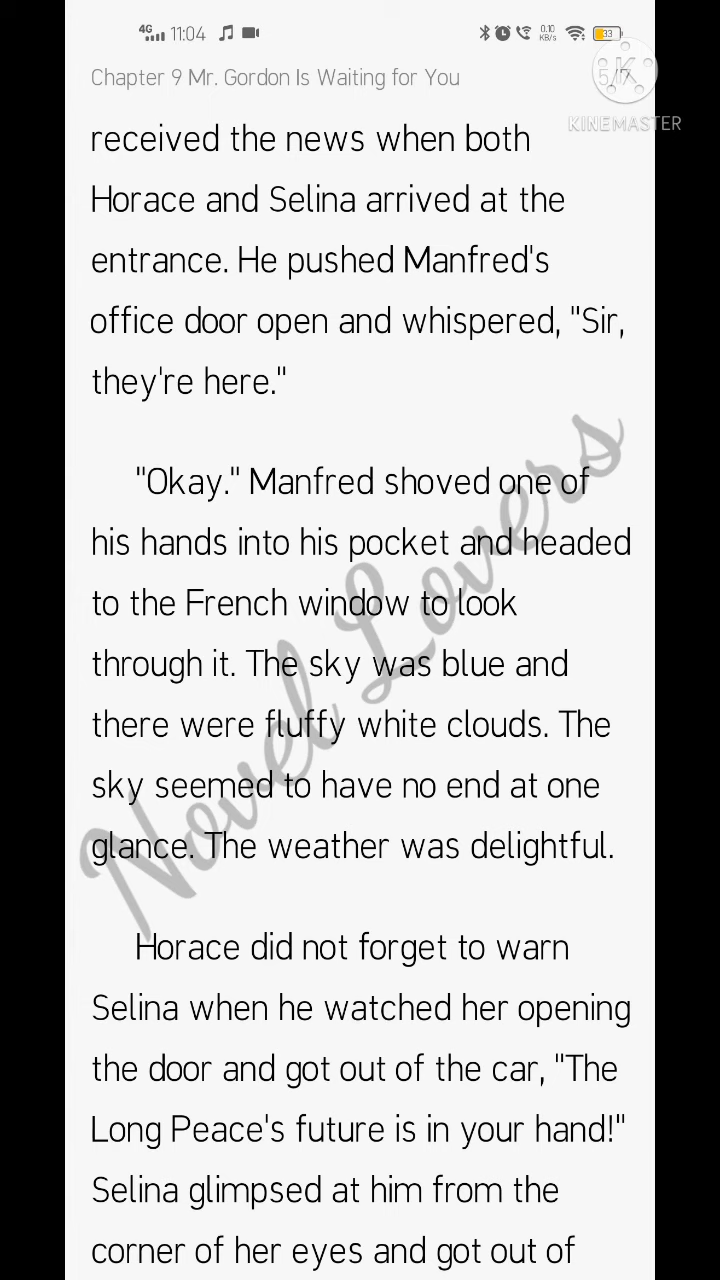 4G 11:04 0.10 KB/s 33
Chapter 9 Mr. Gordon Is Waiting for You
KINEMASTER
received the news when both
Horace and Selina arrived at the
entrance. He pushed Manfred's
office door open and whispered, "Sir,
they're here."
"Okay." Manfred shoved one of
his hands into his pocket and headed
to the French window to look
through it. The sky was blue and
there were fluffy white clouds. The
sky seemed to have no end at one
glance. The weather was delightful.
Novel Lovers
Horace did not forget to warn
Selina when he watched her opening
the door and got out of the car, "The
Long Peace's future is in your hand!"
Selina glimpsed at him from the
corner of her eyes and got out of